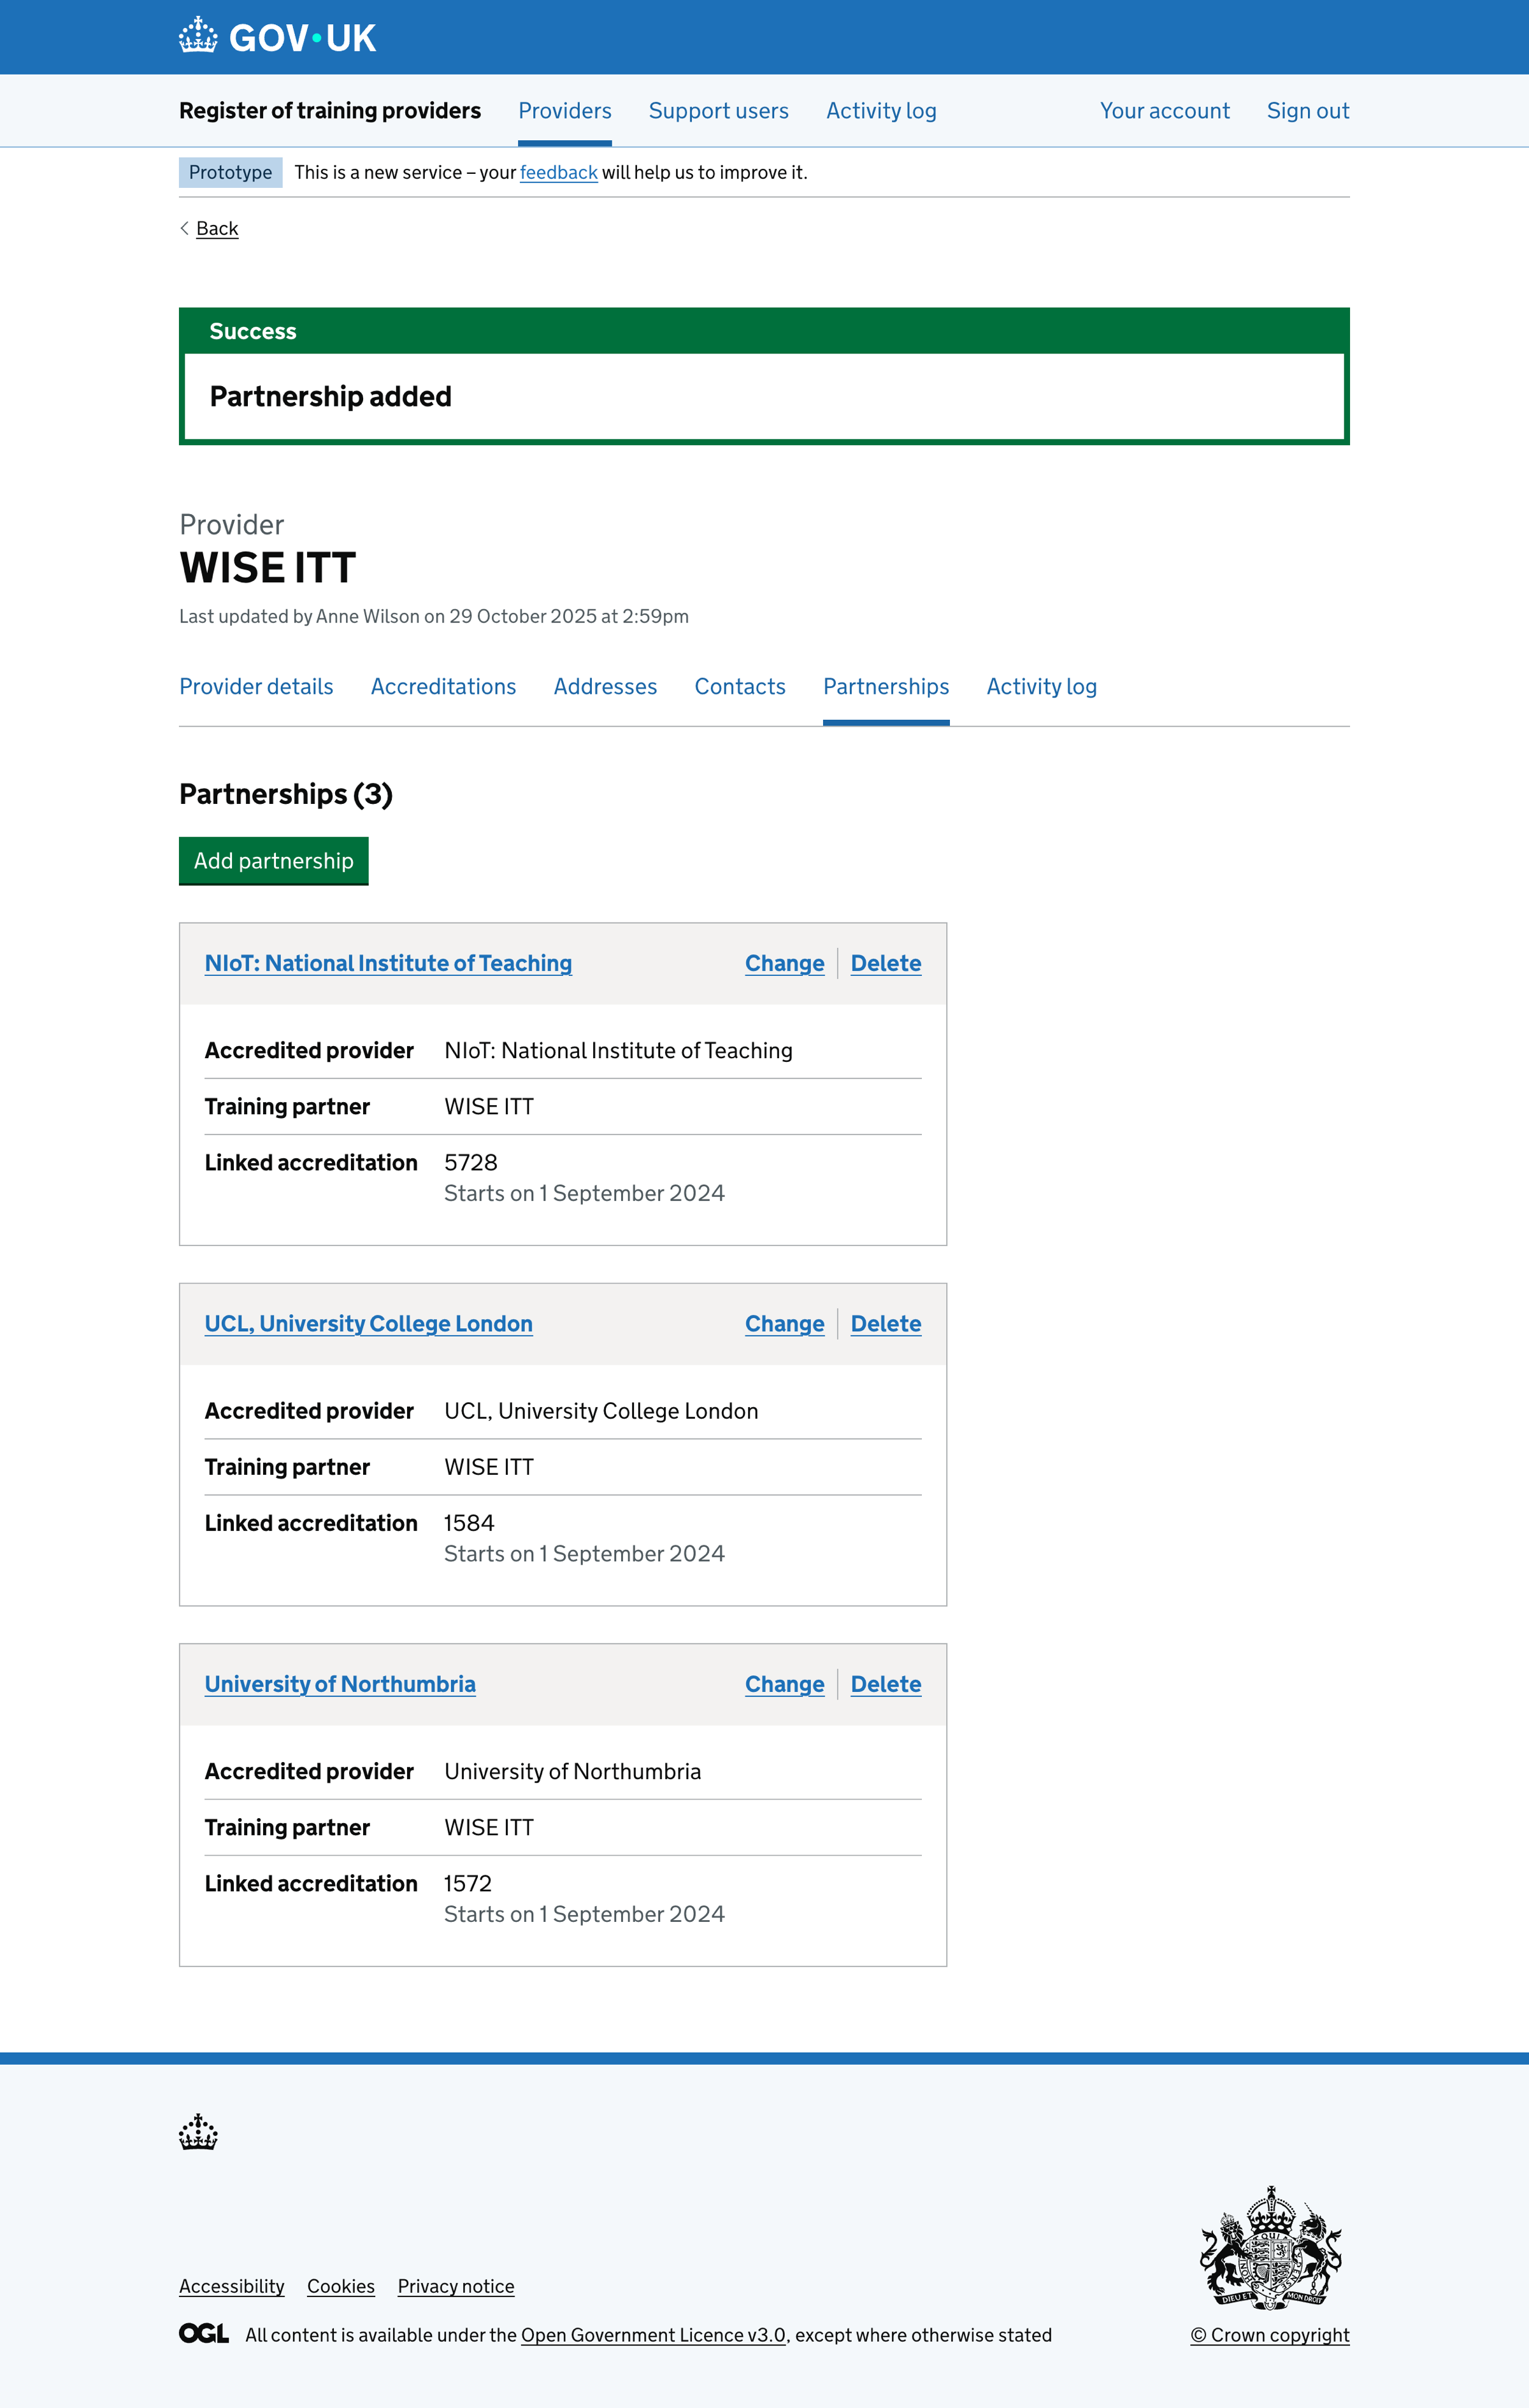 GOV·UK
Register of training providers Providers Support users Activity log Your account Sign out
Prototype This is a new service – your feedback will help us to improve it.
Back
Success
Partnership added
Provider
WISE ITT
Last updated by Anne Wilson on 29 October 2025 at 2:59pm
Provider details Accreditations Addresses Contacts Partnerships Activity log
Partnerships (3)
Add partnership
NIoT: National Institute of Teaching Change Delete
Accredited provider NIoT: National Institute of Teaching
Training partner WISE ITT
Linked accreditation 5728
Starts on 1 September 2024
UCL, University College London Change Delete
Accredited provider UCL, University College London
Training partner WISE ITT
Linked accreditation 1584
Starts on 1 September 2024
University of Northumbria Change Delete
Accredited provider University of Northumbria
Training partner WISE ITT
Linked accreditation 1572
Starts on 1 September 2024
DIEU ET MON DROIT
Accessibility Cookies Privacy notice
OGL All content is available under the Open Government Licence v3.0, except where otherwise stated
© Crown copyright